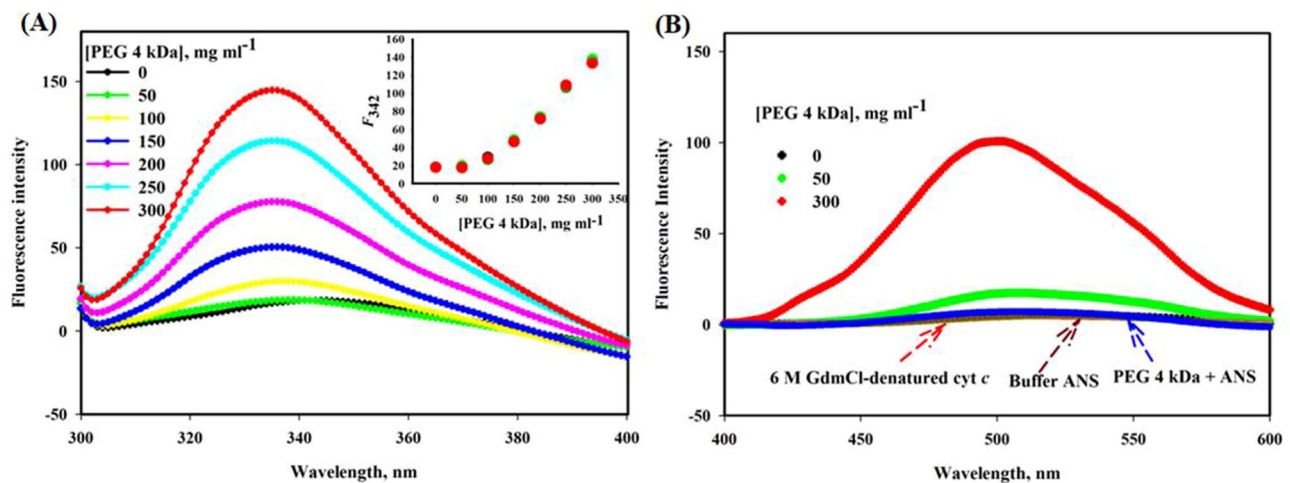 (A)
[PEG 4 kDa], mg ml-1
0
50
100
150
200
250
300
Fluorescence intensity
150
100
50
0
-50
300
320
340
360
380
400
Wavelength, nm
F342
160
140
120
100
80
60
40
20
0
0 50 100 150 200 250 300 350
[PEG 4 kDa], mg ml-1
(B)
[PEG 4 kDa], mg ml-1
0
50
300
Fluorescence Intensity
150
100
50
0
-50
6 M GdmCl-denatured cyt c
Buffer ANS
PEG 4 kDa + ANS
400
450
500
550
600
Wavelength, nm